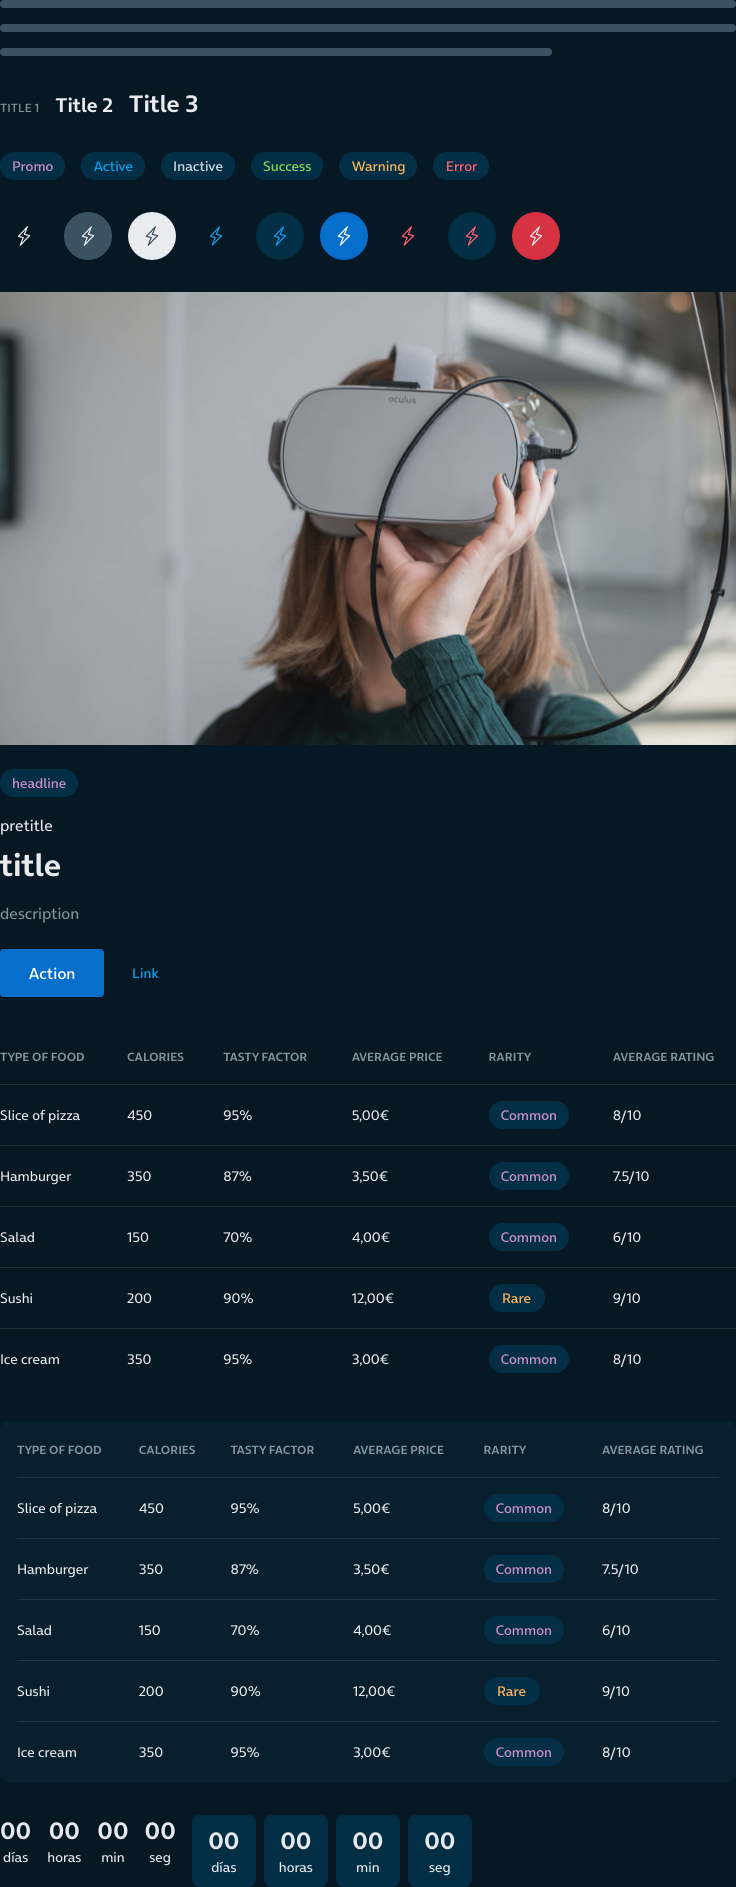 TITLE 1 Title 2 Title 3
Promo Active Inactive Success Warning Error
oculus
headline
pretitle
title
description
Action Link
TYPE OF FOOD CALORIES TASTY FACTOR AVERAGE PRICE RARITY AVERAGE RATING
Slice of pizza 450 95% 5,00€ Common 8/10
Hamburger 350 87% 3,50€ Common 7.5/10
Salad 150 70% 4,00€ Common 6/10
Sushi 200 90% 12,00€ Rare 9/10
Ice cream 350 95% 3,00€ Common 8/10
TYPE OF FOOD CALORIES TASTY FACTOR AVERAGE PRICE RARITY AVERAGE RATING
Slice of pizza 450 95% 5,00€ Common 8/10
Hamburger 350 87% 3,50€ Common 7.5/10
Salad 150 70% 4,00€ Common 6/10
Sushi 200 90% 12,00€ Rare 9/10
Ice cream 350 95% 3,00€ Common 8/10
00 00 00 00 00 00 00 00
días horas min seg días horas min seg